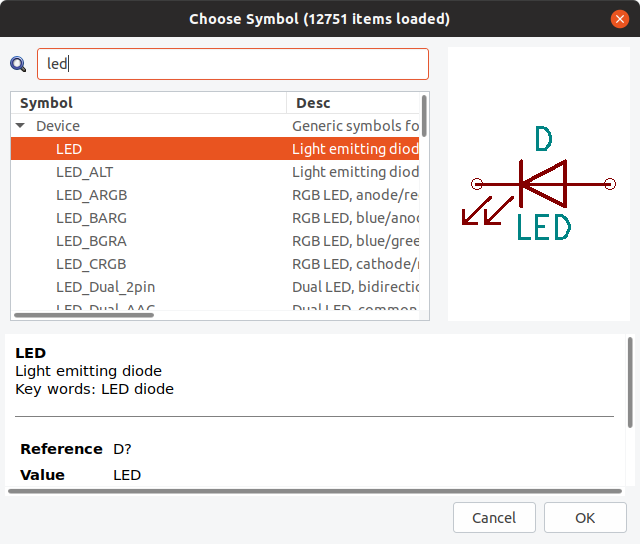 Choose Symbol (12751 items loaded)
led
Symbol Desc
Device Generic symbols fo
LED Light emitting diod
LED_ALT Light emitting diod
LED_ARGB RGB LED, anode/re
LED_BARG RGB LED, blue/anod
LED_BGRA RGB LED, blue/gree
LED_CRGB RGB LED, cathode/r
LED_Dual_2pin Dual LED, bidirectio
LED_Dual_AAC Dual LED, common
D
LED
LED
Light emitting diode
Key words: LED diode
Reference D?
Value LED
Cancel OK